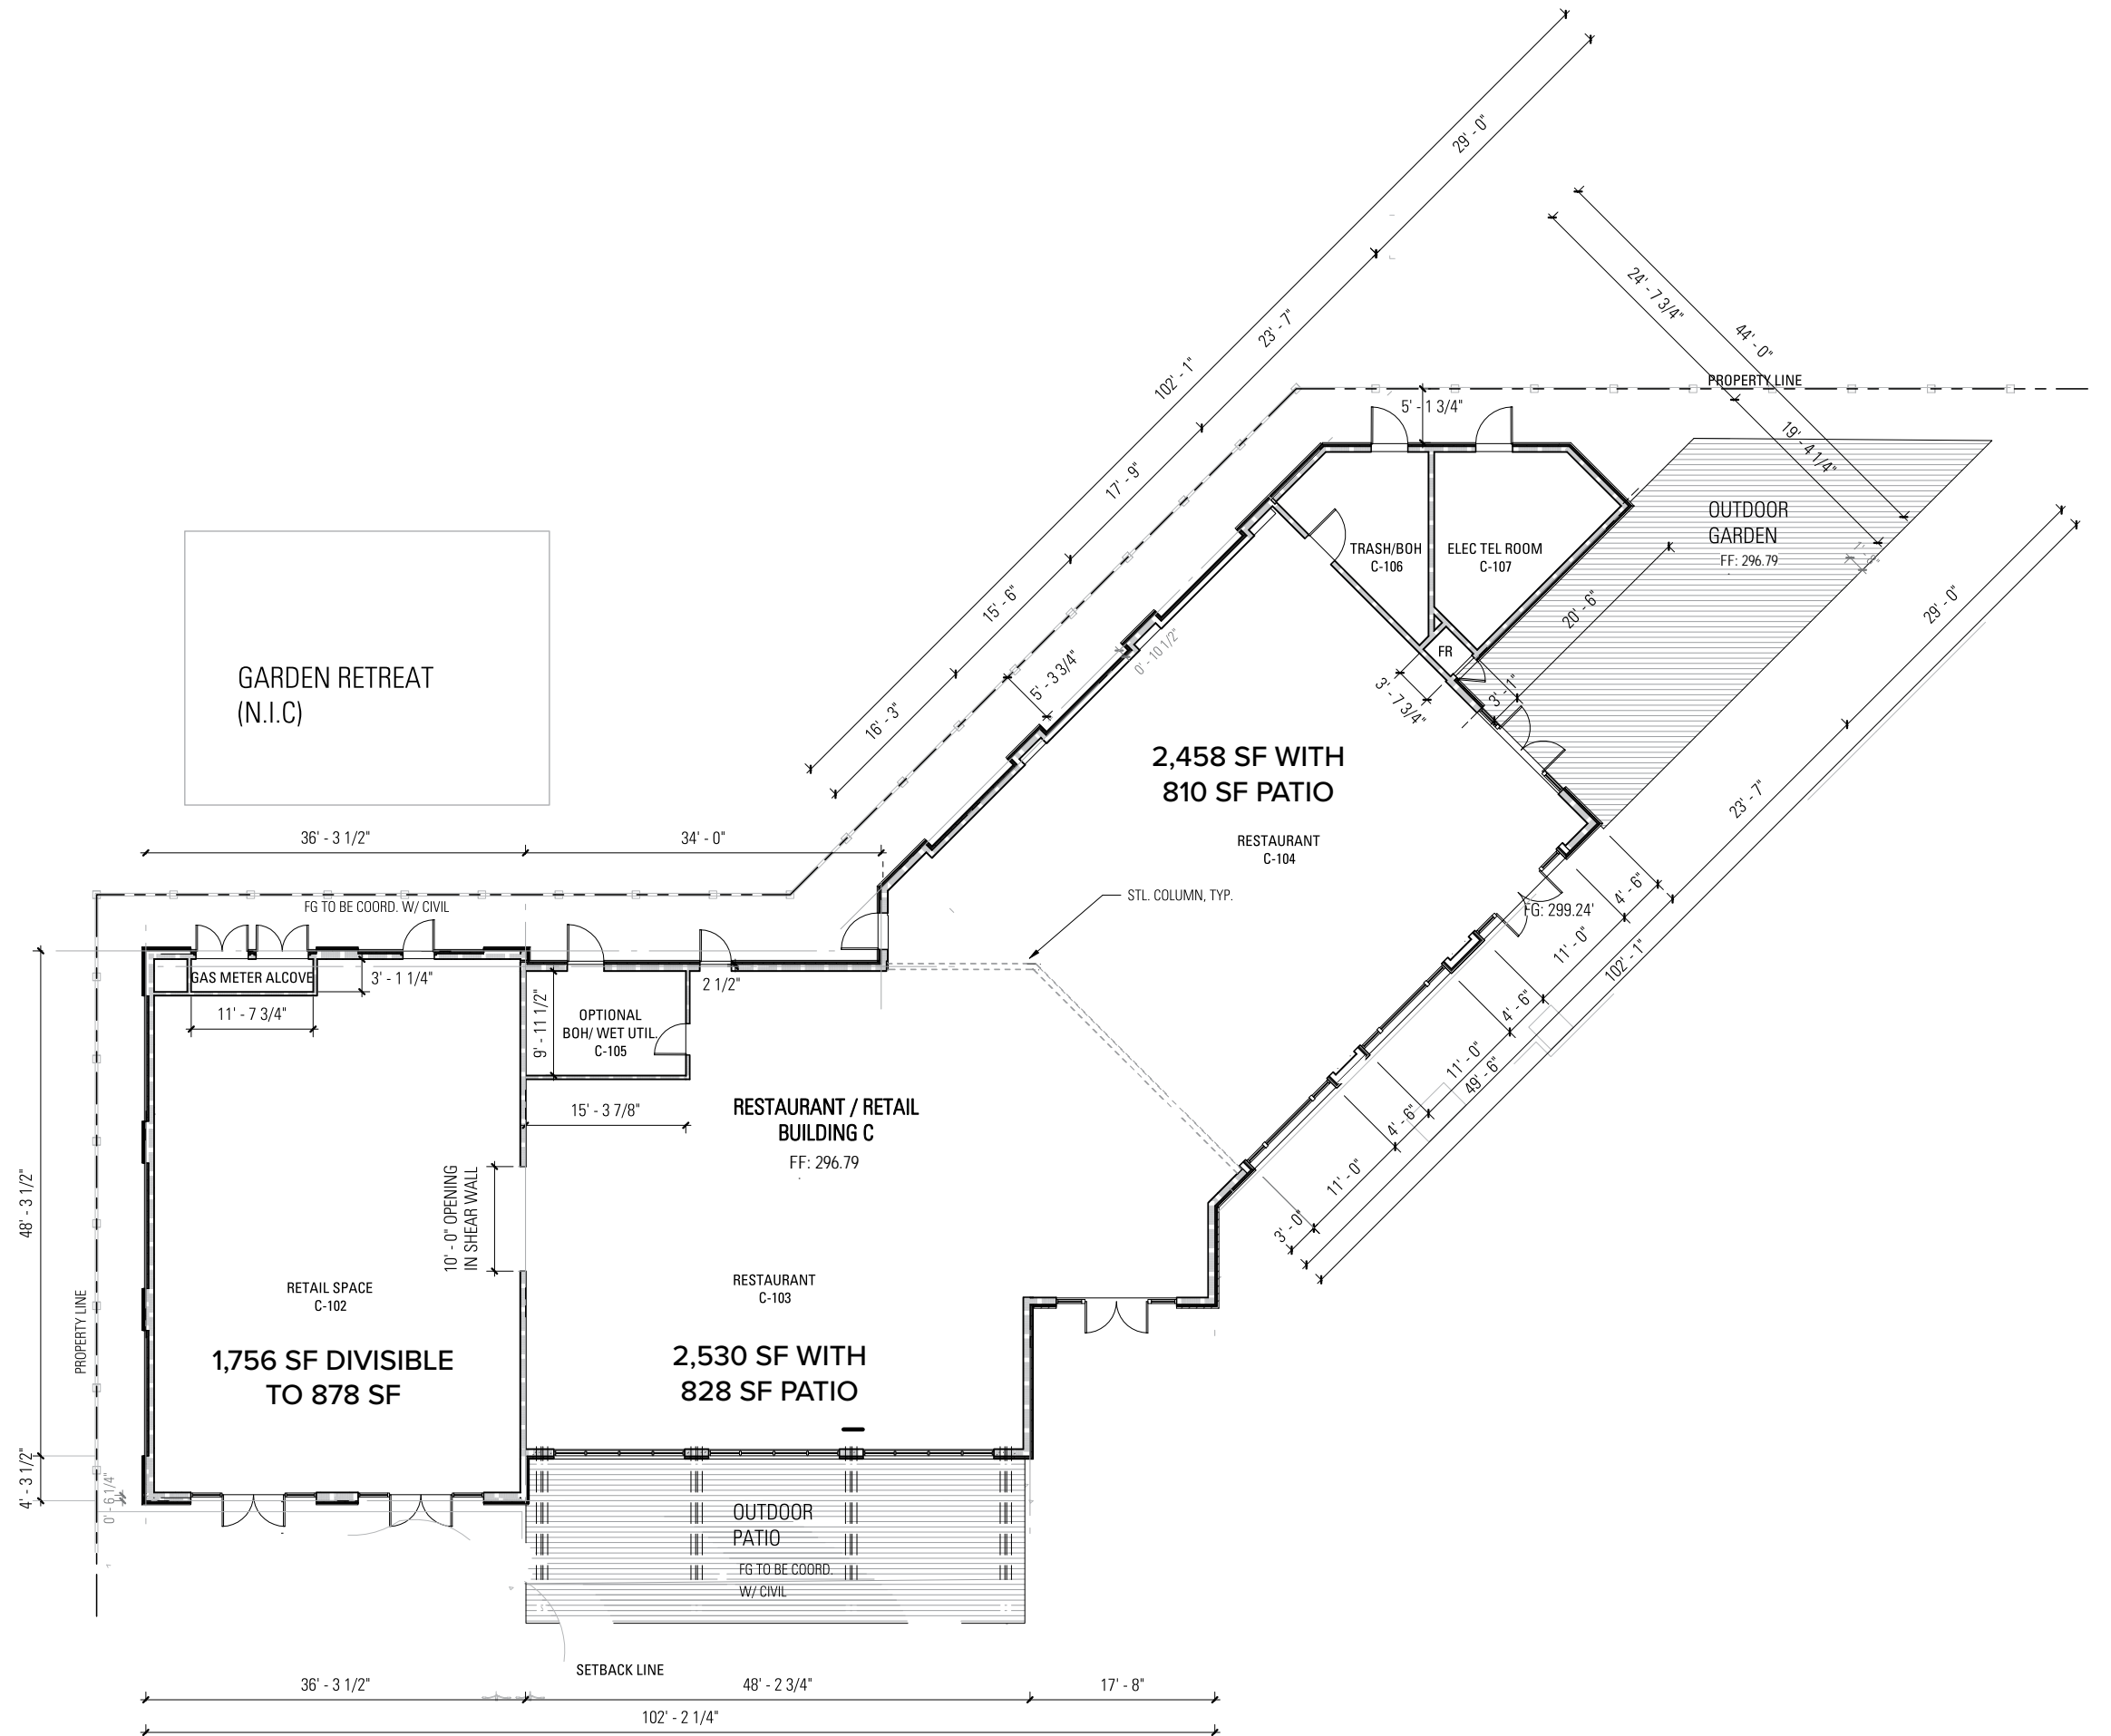 29' - 0"
24' - 7 3/4"
44' - 0"
23' - 7"
102' - 1"
PROPERTY LINE
5' - 1 3/4"
17' - 9"
19' - 4 1/4"
OUTDOOR
GARDEN
FF: 296.79
TRASH/BOH
C-106
ELEC TEL ROOM
C-107
15' - 6"
20' - 6"
29' - 0"
0' - 10 1/2"
FR
5' - 3 3/4"
3' - 7 3/4"
3' - 1"
16' - 3"
GARDEN RETREAT
(N.I.C)
2,458 SF WITH
810 SF PATIO
23' - 7"
36' - 3 1/2"
34' - 0"
RESTAURANT
C-104
STL. COLUMN, TYP.
4' - 6"
FG: 299.24'
FG TO BE COORD. W/ CIVIL
11' - 0"
102' - 1"
GAS METER ALCOVE
3' - 1 1/4"
2 1/2"
11' - 7 3/4"
9' - 11 1/2"
OPTIONAL
BOH/ WET UTIL.
C-105
4' - 6"
11' - 0"
49' - 6"
15' - 3 7/8"
RESTAURANT / RETAIL
BUILDING C
FF: 296.79
4' - 6"
11' - 0"
3' - 0"
48' - 3 1/2"
10' - 0" OPENING
IN SHEAR WALL
RETAIL SPACE
C-102
RESTAURANT
C-103
PROPERTY LINE
1,756 SF DIVISIBLE
TO 878 SF
2,530 SF WITH
828 SF PATIO
4' - 3 1/2"
0' - 6 1/4"
OUTDOOR
PATIO
FG TO BE COORD.
W/ CIVIL
SETBACK LINE
36' - 3 1/2"
48' - 2 3/4"
17' - 8"
102' - 2 1/4"